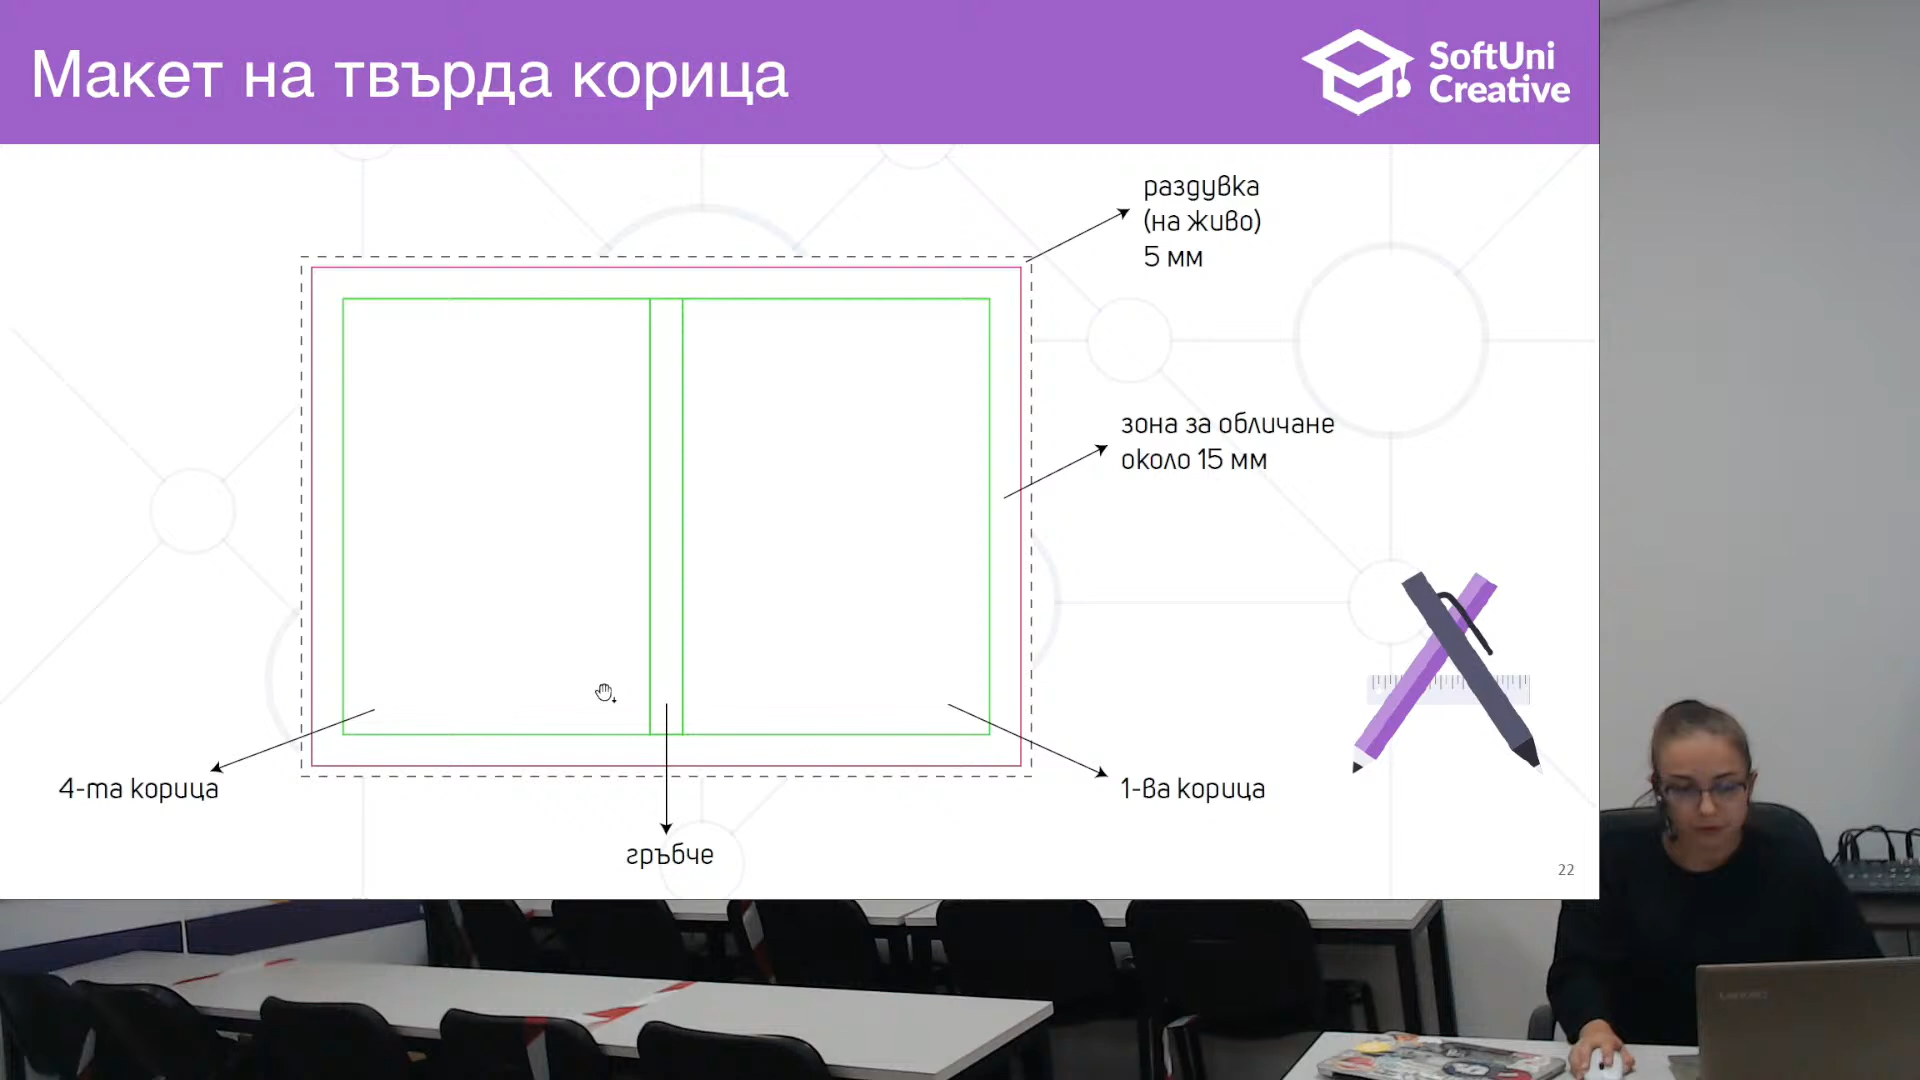 Макет на твърда корица
SoftUni
Creative
раздувка
(на живо)
5 мм
зона за обличане
около 15 мм
4-та корица
1-ва корица
гръбче
22